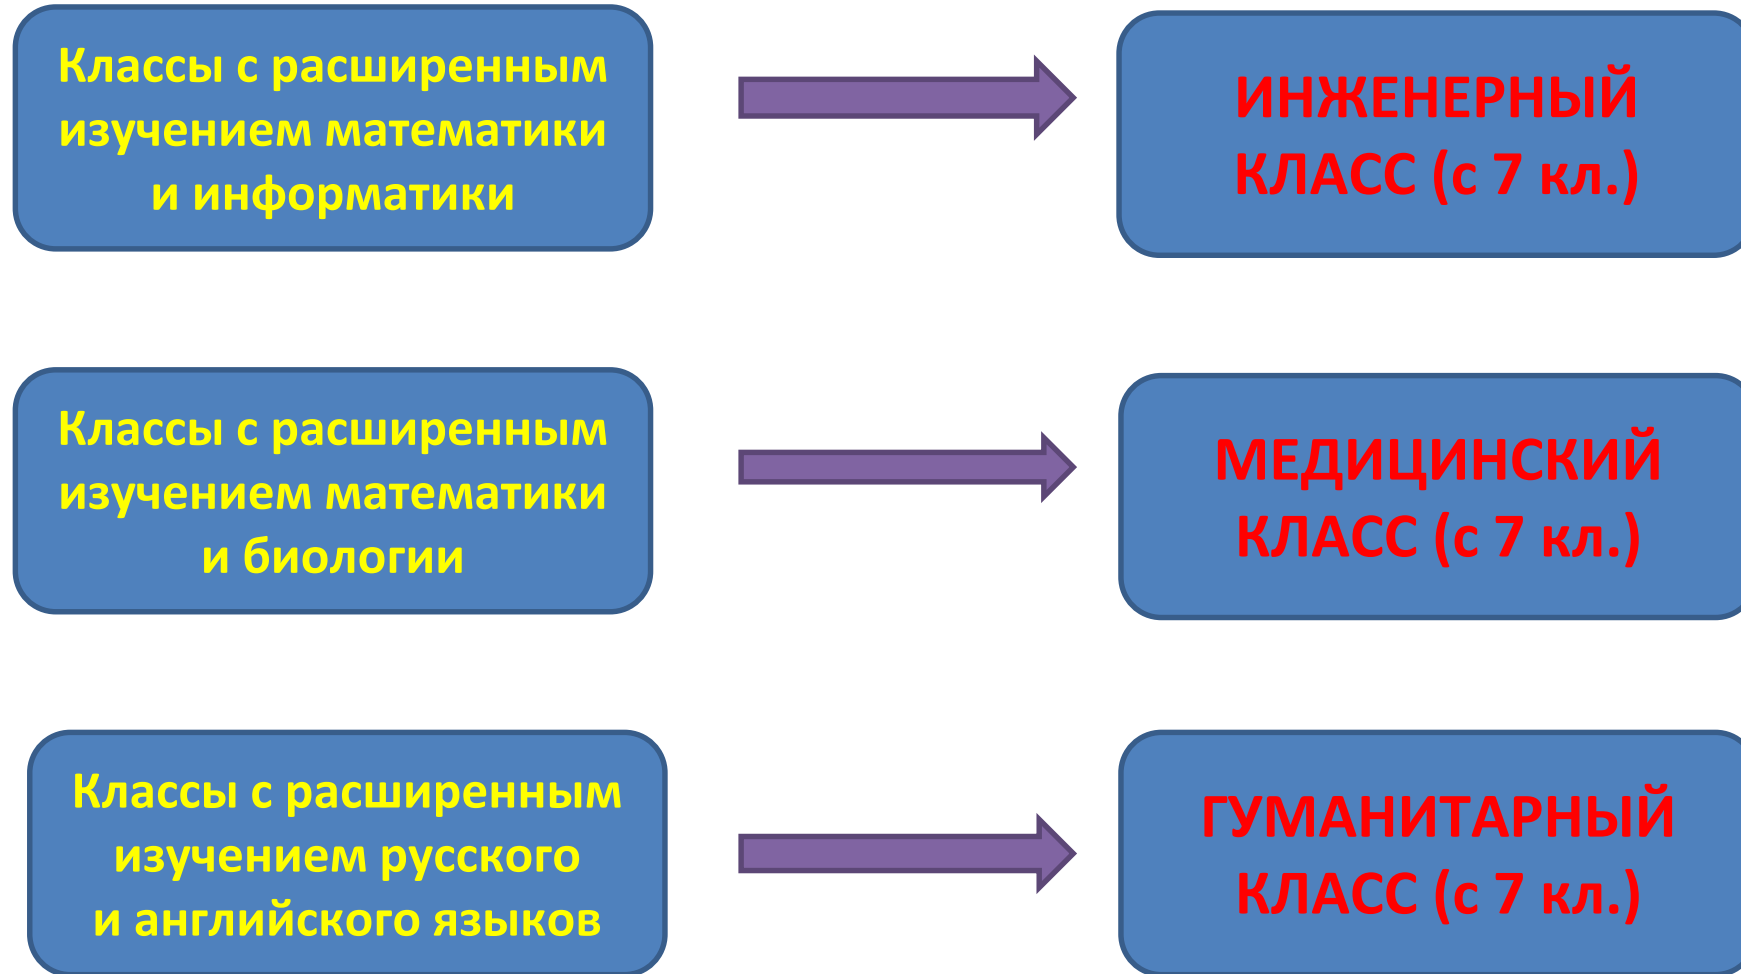 Классы с расширенным
изучением математики
и информатики
ИНЖЕНЕРНЫЙ
КЛАСС (с 7 кл.)
Классы с расширенным
изучением математики
и биологии
МЕДИЦИНСКИЙ
КЛАСС (с 7 кл.)
Классы с расширенным
изучением русского
и английского языков
ГУМАНИТАРНЫЙ
КЛАСС (с 7 кл.)